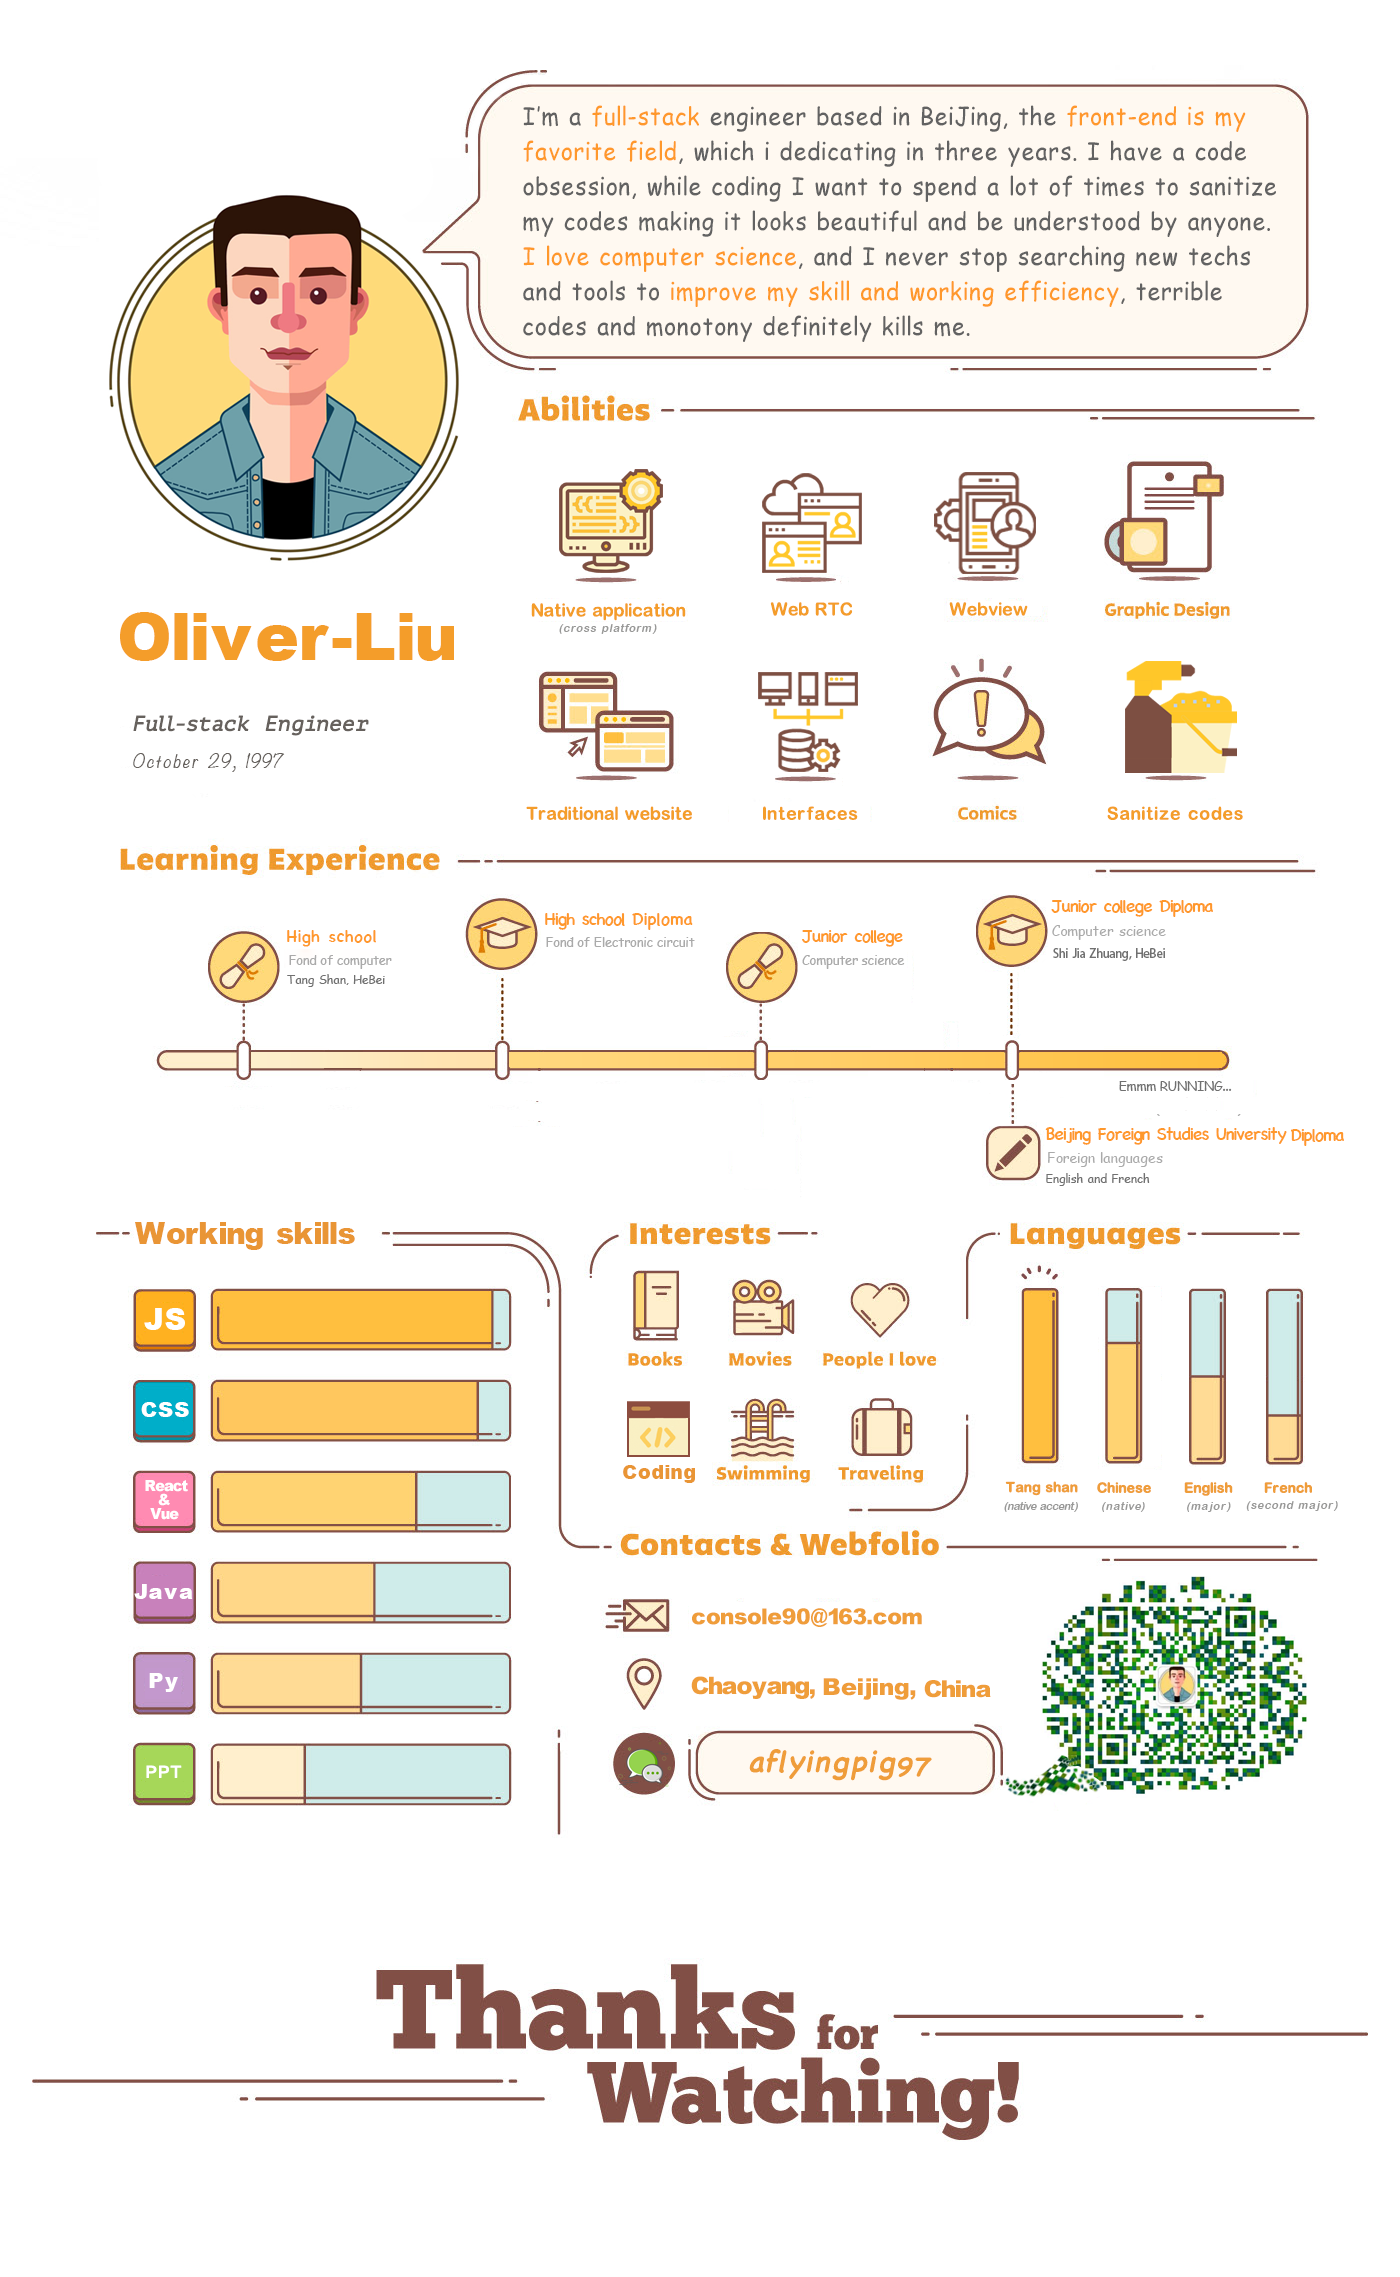 I'm a full-stack engineer based in BeiJing, the front-end is my
favorite field, which i dedicating in three years. I have a code
obsession, while coding I want to spend a lot of times to sanitize
my codes making it looks beautiful and be understood by anyone.
I love computer science, and I never stop searching new techs
and tools to improve my skill and working efficiency, terrible
codes and monotony definitely kills me.
Oliver-Liu
Full-stack Engineer
October 29, 1997
Abilities
Native application
(cross platform)
Web RTC
Webview
Graphic Design
Traditional website
Interfaces
Comics
Sanitize codes
Learning Experience
High school
Fond of computer
Tang Shan, HeBei
High school Diploma
Fond of Electronic circuit
Junior college
Computer science
Junior college Diploma
Computer science
Shi Jia Zhuang, HeBei
Emmm RUNNING...
Beijing Foreign Studies University Diploma
Foreign languages
English and French
Working skills
JS
CSS
React
&
Vue
Java
Py
PPT
Interests
Books
Movies
People I love
Coding
Swimming
Traveling
Languages
Tang shan
(native accent)
Chinese
(native)
English
(major)
French
(second major)
Contacts & Webfolio
console90@163.com
Chaoyang, Beijing, China
aflyingpig97
Thanks for
Watching!